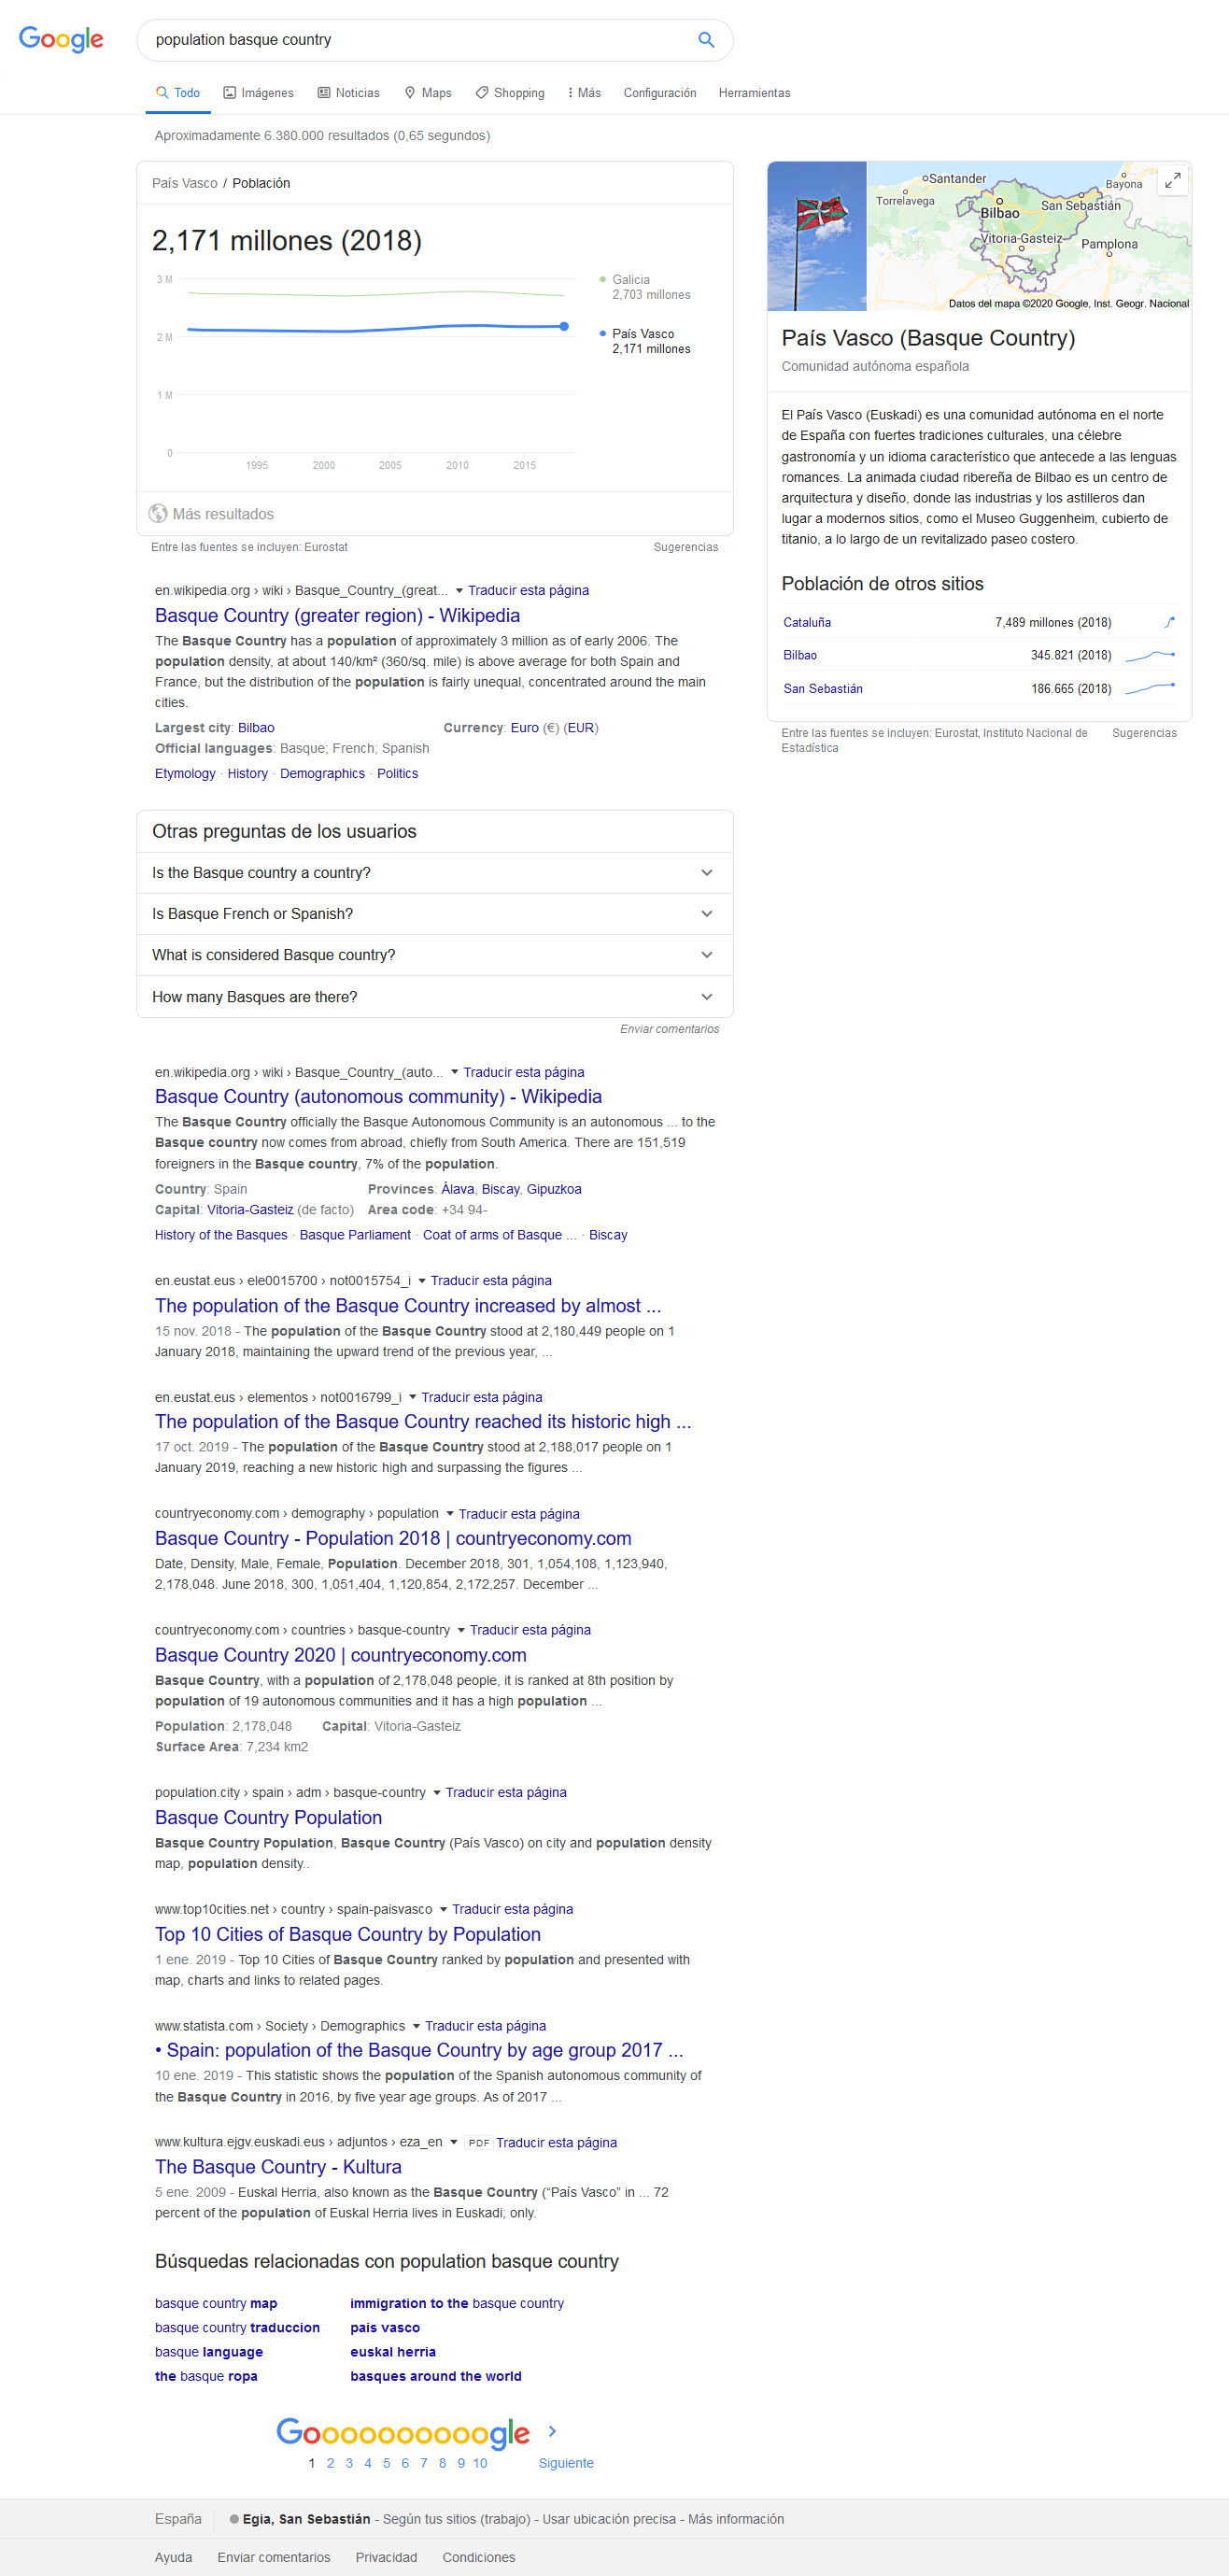 Google
population basque country
Todo
Imágenes
Noticias
Maps
Shopping
Más
Configuración
Herramientas
Aproximadamente 6.380.000 resultados (0,65 segundos)
País Vasco / Población
2,171 millones (2018)
3 M
2 M
1 M
0
1995
2000
2005
2010
2015
Galicia
2,703 millones
País Vasco
2,171 millones
Más resultados
Entre las fuentes se incluyen: Eurostat
Sugerencias
en.wikipedia.org › wiki › Basque_Country_(great... Traducir esta página
Basque Country (greater region) - Wikipedia
The Basque Country has a population of approximately 3 million as of early 2006. The
population density, at about 140/km² (360/sq. mile) is above average for both Spain and
France, but the distribution of the population is fairly unequal, concentrated around the main
cities.
Largest city: Bilbao Currency: Euro (€) (EUR)
Official languages: Basque; French; Spanish
Etymology · History · Demographics · Politics
Otras preguntas de los usuarios
Is the Basque country a country?
Is Basque French or Spanish?
What is considered Basque country?
How many Basques are there?
Enviar comentarios
en.wikipedia.org › wiki › Basque_Country_(auto... Traducir esta página
Basque Country (autonomous community) - Wikipedia
The Basque Country officially the Basque Autonomous Community is an autonomous ... to the
Basque country now comes from abroad, chiefly from South America. There are 151,519
foreigners in the Basque country, 7% of the population.
Country: Spain Provinces: Álava, Biscay, Gipuzkoa
Capital: Vitoria-Gasteiz (de facto) Area code: +34 94-
History of the Basques · Basque Parliament · Coat of arms of Basque ... · Biscay
en.eustat.eus › ele0015700 › not0015754_i Traducir esta página
The population of the Basque Country increased by almost ...
15 nov. 2018 - The population of the Basque Country stood at 2,180,449 people on 1
January 2018, maintaining the upward trend of the previous year, ...
en.eustat.eus › elementos › not0016799_i Traducir esta página
The population of the Basque Country reached its historic high ...
17 oct. 2019 - The population of the Basque Country stood at 2,188,017 people on 1
January 2019, reaching a new historic high and surpassing the figures ...
countryeconomy.com › demography › population Traducir esta página
Basque Country - Population 2018 | countryeconomy.com
Date, Density, Male, Female, Population. December 2018, 301, 1,054,108, 1,123,940,
2,178,048. June 2018, 300, 1,051,404, 1,120,854, 2,172,257. December ...
countryeconomy.com › countries › basque-country Traducir esta página
Basque Country 2020 | countryeconomy.com
Basque Country, with a population of 2,178,048 people, it is ranked at 8th position by
population of 19 autonomous communities and it has a high population ...
Population: 2,178,048 Capital: Vitoria-Gasteiz
Surface Area: 7,234 km2
population.city › spain › adm › basque-country Traducir esta página
Basque Country Population
Basque Country Population, Basque Country (País Vasco) on city and population density
map, population density..
www.top10cities.net › country › spain-paisvasco Traducir esta página
Top 10 Cities of Basque Country by Population
1 ene. 2019 - Top 10 Cities of Basque Country ranked by population and presented with
map, charts and links to related pages.
www.statista.com › Society › Demographics Traducir esta página
• Spain: population of the Basque Country by age group 2017 ...
10 ene. 2019 - This statistic shows the population of the Spanish autonomous community of
the Basque Country in 2016, by five year age groups. As of 2017 ...
www.kultura.ejgv.euskadi.eus › adjuntos › eza_en PDF Traducir esta página
The Basque Country - Kultura
5 ene. 2009 - Euskal Herria, also known as the Basque Country (“País Vasco” in ... 72
percent of the population of Euskal Herria lives in Euskadi; only.
Búsquedas relacionadas con population basque country
basque country map
basque country traduccion
basque language
the basque ropa
immigration to the basque country
pais vasco
euskal herria
basques around the world
Goooooooooogle
1 2 3 4 5 6 7 8 9 10 Siguiente
Santander
Torrelavega
Bilbao
Bayona
San Sebastián
Vitoria-Gasteiz
Pamplona
Datos del mapa ©2020 Google, Inst. Geogr. Nacional
País Vasco (Basque Country)
Comunidad autónoma española
El País Vasco (Euskadi) es una comunidad autónoma en el norte
de España con fuertes tradiciones culturales, una célebre
gastronomía y un idioma característico que antecede a las lenguas
romances. La animada ciudad ribereña de Bilbao es un centro de
arquitectura y diseño, donde las industrias y los astilleros dan
lugar a modernos sitios, como el Museo Guggenheim, cubierto de
titanio, a lo largo de un revitalizado paseo costero.
Población de otros sitios
Cataluña 7,489 millones (2018)
Bilbao 345.821 (2018)
San Sebastián 186.665 (2018)
Entre las fuentes se incluyen: Eurostat, Instituto Nacional de
Estadística
Sugerencias
España
Egia, San Sebastián - Según tus sitios (trabajo) - Usar ubicación precisa - Más información
Ayuda Enviar comentarios Privacidad Condiciones